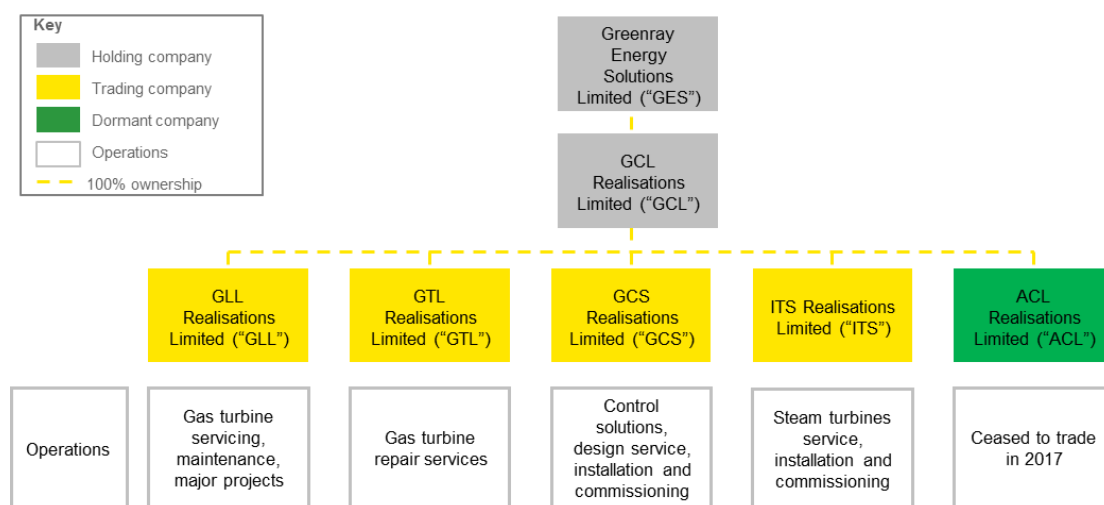 Key
Holding company
Trading company
Dormant company
Operations
100% ownership
Greenray
Energy
Solutions
Limited (“GES”)
GCL
Realisations
Limited (“GCL”)
GLL
Realisations
Limited (“GLL”)
GTL
Realisations
Limited (“GTL”)
GCS
Realisations
Limited (“GCS”)
ITS Realisations
Limited (“ITS”)
ACL
Realisations
Limited (“ACL”)
Operations
Gas turbine
servicing,
maintenance,
major projects
Gas turbine
repair services
Control
solutions,
design service,
installation and
commissioning
Steam turbines
service,
installation and
commissioning
Ceased to trade
in 2017